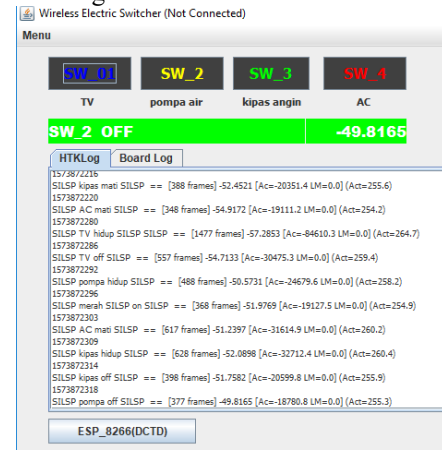 Wireless Electric Switcher (Not Connected)
Menu
SW_01 SW_2 SW_3 SW_4
TV pompa air kipas angin AC
SW_2 OFF -49.8165
HTKLog Board Log
1573872216
SILSP kipas mati SILSP == [388 frames] -52.4521 [Ac=-20351.4 LM=0.0] (Act=255.6)
1573872220
SILSP AC mati SILSP == [348 frames] -54.9172 [Ac=-19111.2 LM=0.0] (Act=254.2)
1573872280
SILSP TV hidup SILSP SILSP == [1477 frames] -57.2853 [Ac=-84610.3 LM=0.0] (Act=264.7)
1573872286
SILSP TV off SILSP == [557 frames] -54.7133 [Ac=-30475.3 LM=0.0] (Act=259.4)
1573872292
SILSP pompa hidup SILSP == [488 frames] -50.5731 [Ac=-24679.6 LM=0.0] (Act=258.2)
1573872296
SILSP merah SILSP on SILSP == [368 frames] -51.9769 [Ac=-19127.5 LM=0.0] (Act=254.9)
1573872303
SILSP AC mati SILSP == [617 frames] -51.2397 [Ac=-31614.9 LM=0.0] (Act=260.2)
1573872309
SILSP kipas hidup SILSP == [628 frames] -52.0898 [Ac=-32712.4 LM=0.0] (Act=260.4)
1573872314
SILSP kipas off SILSP == [398 frames] -51.7582 [Ac=-20599.8 LM=0.0] (Act=255.9)
1573872318
SILSP pompa off SILSP == [377 frames] -49.8165 [Ac=-18780.8 LM=0.0] (Act=255.3)
ESP_8266(DCTD)